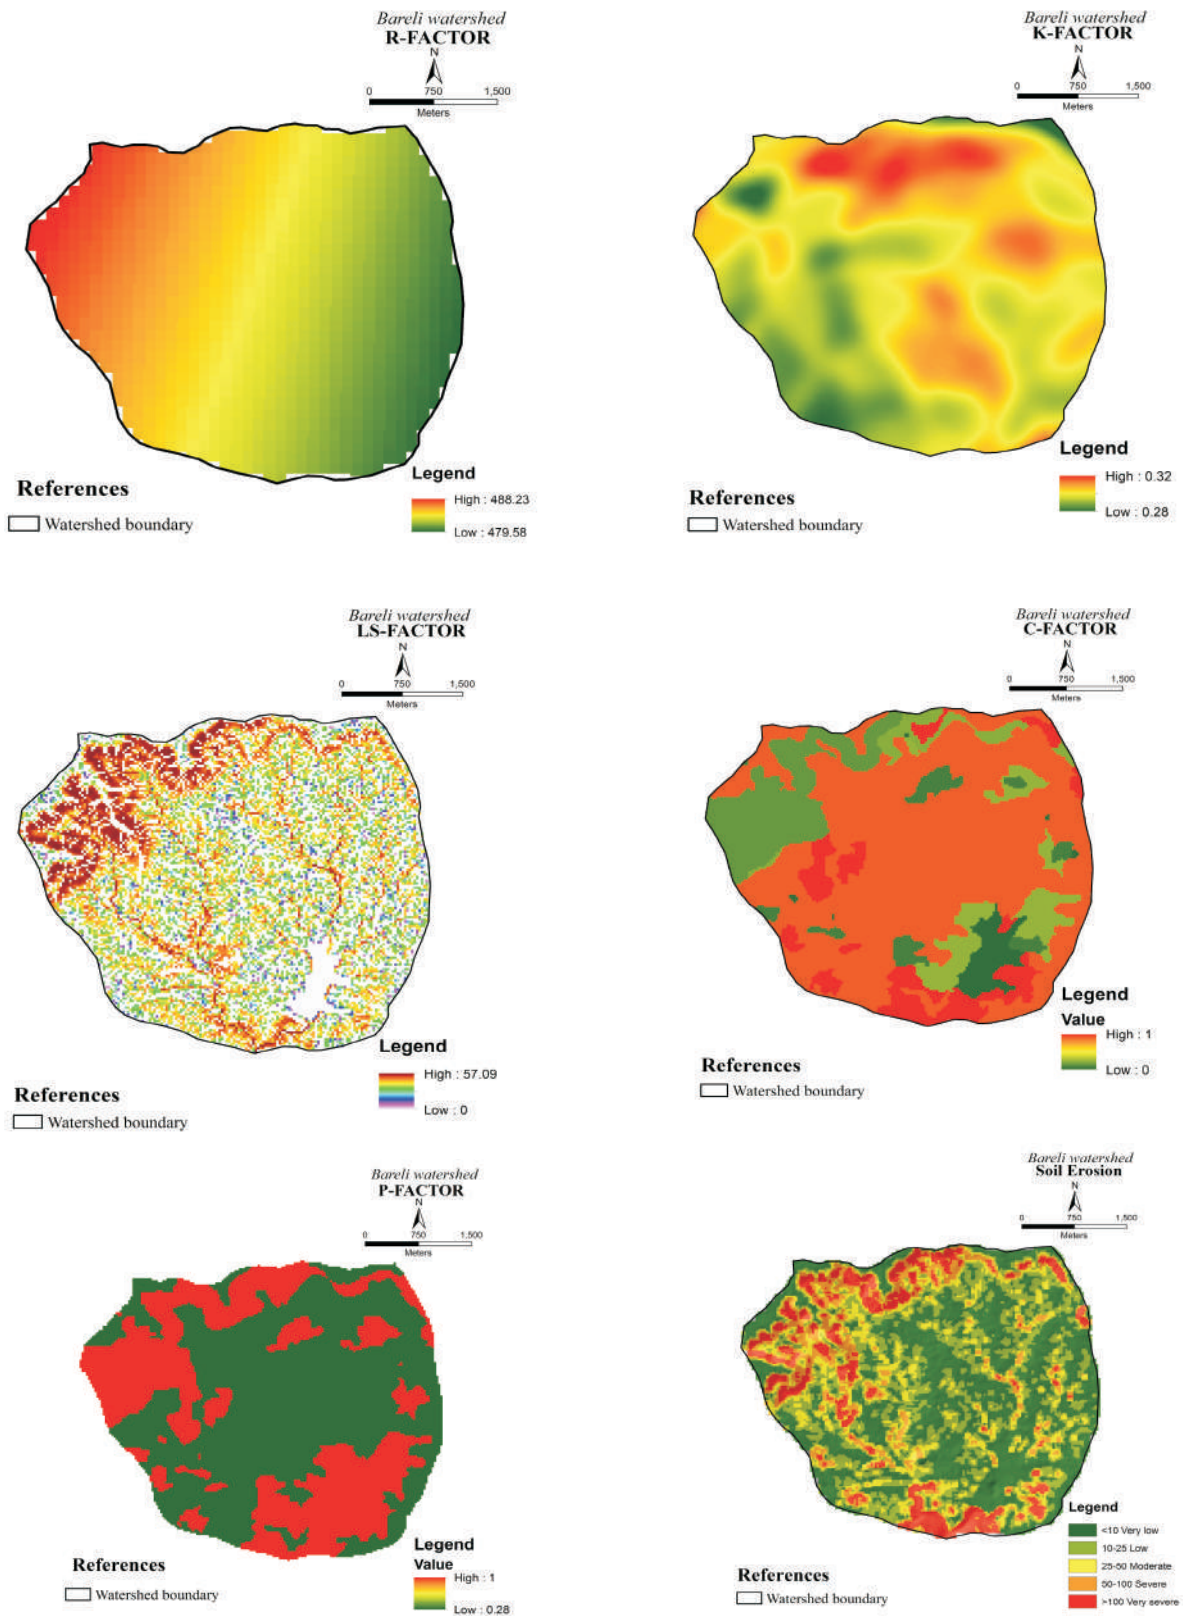 Bareli watershed
R-FACTOR
N
0 750 1,500
Meters
References
Watershed boundary
Legend
High : 488.23
Low : 479.58
Bareli watershed
K-FACTOR
N
0 750 1,500
Meters
References
Watershed boundary
Legend
High : 0.32
Low : 0.28
Bareli watershed
LS-FACTOR
N
0 750 1,500
Meters
Legend
High : 57.09
Low : 0
References
Watershed boundary
Bareli watershed
C-FACTOR
N
0 750 1,500
Meters
Legend
Value
High : 1
Low : 0
References
Watershed boundary
Bareli watershed
P-FACTOR
N
0 750 1,500
Meters
References
Watershed boundary
Legend
Value
High : 1
Low : 0.28
Bareli watershed
Soil Erosion
N
0 750 1,500
Meters
References
Watershed boundary
Legend
<10 Very low
10-25 Low
25-50 Moderate
50-100 Severe
>100 Very severe